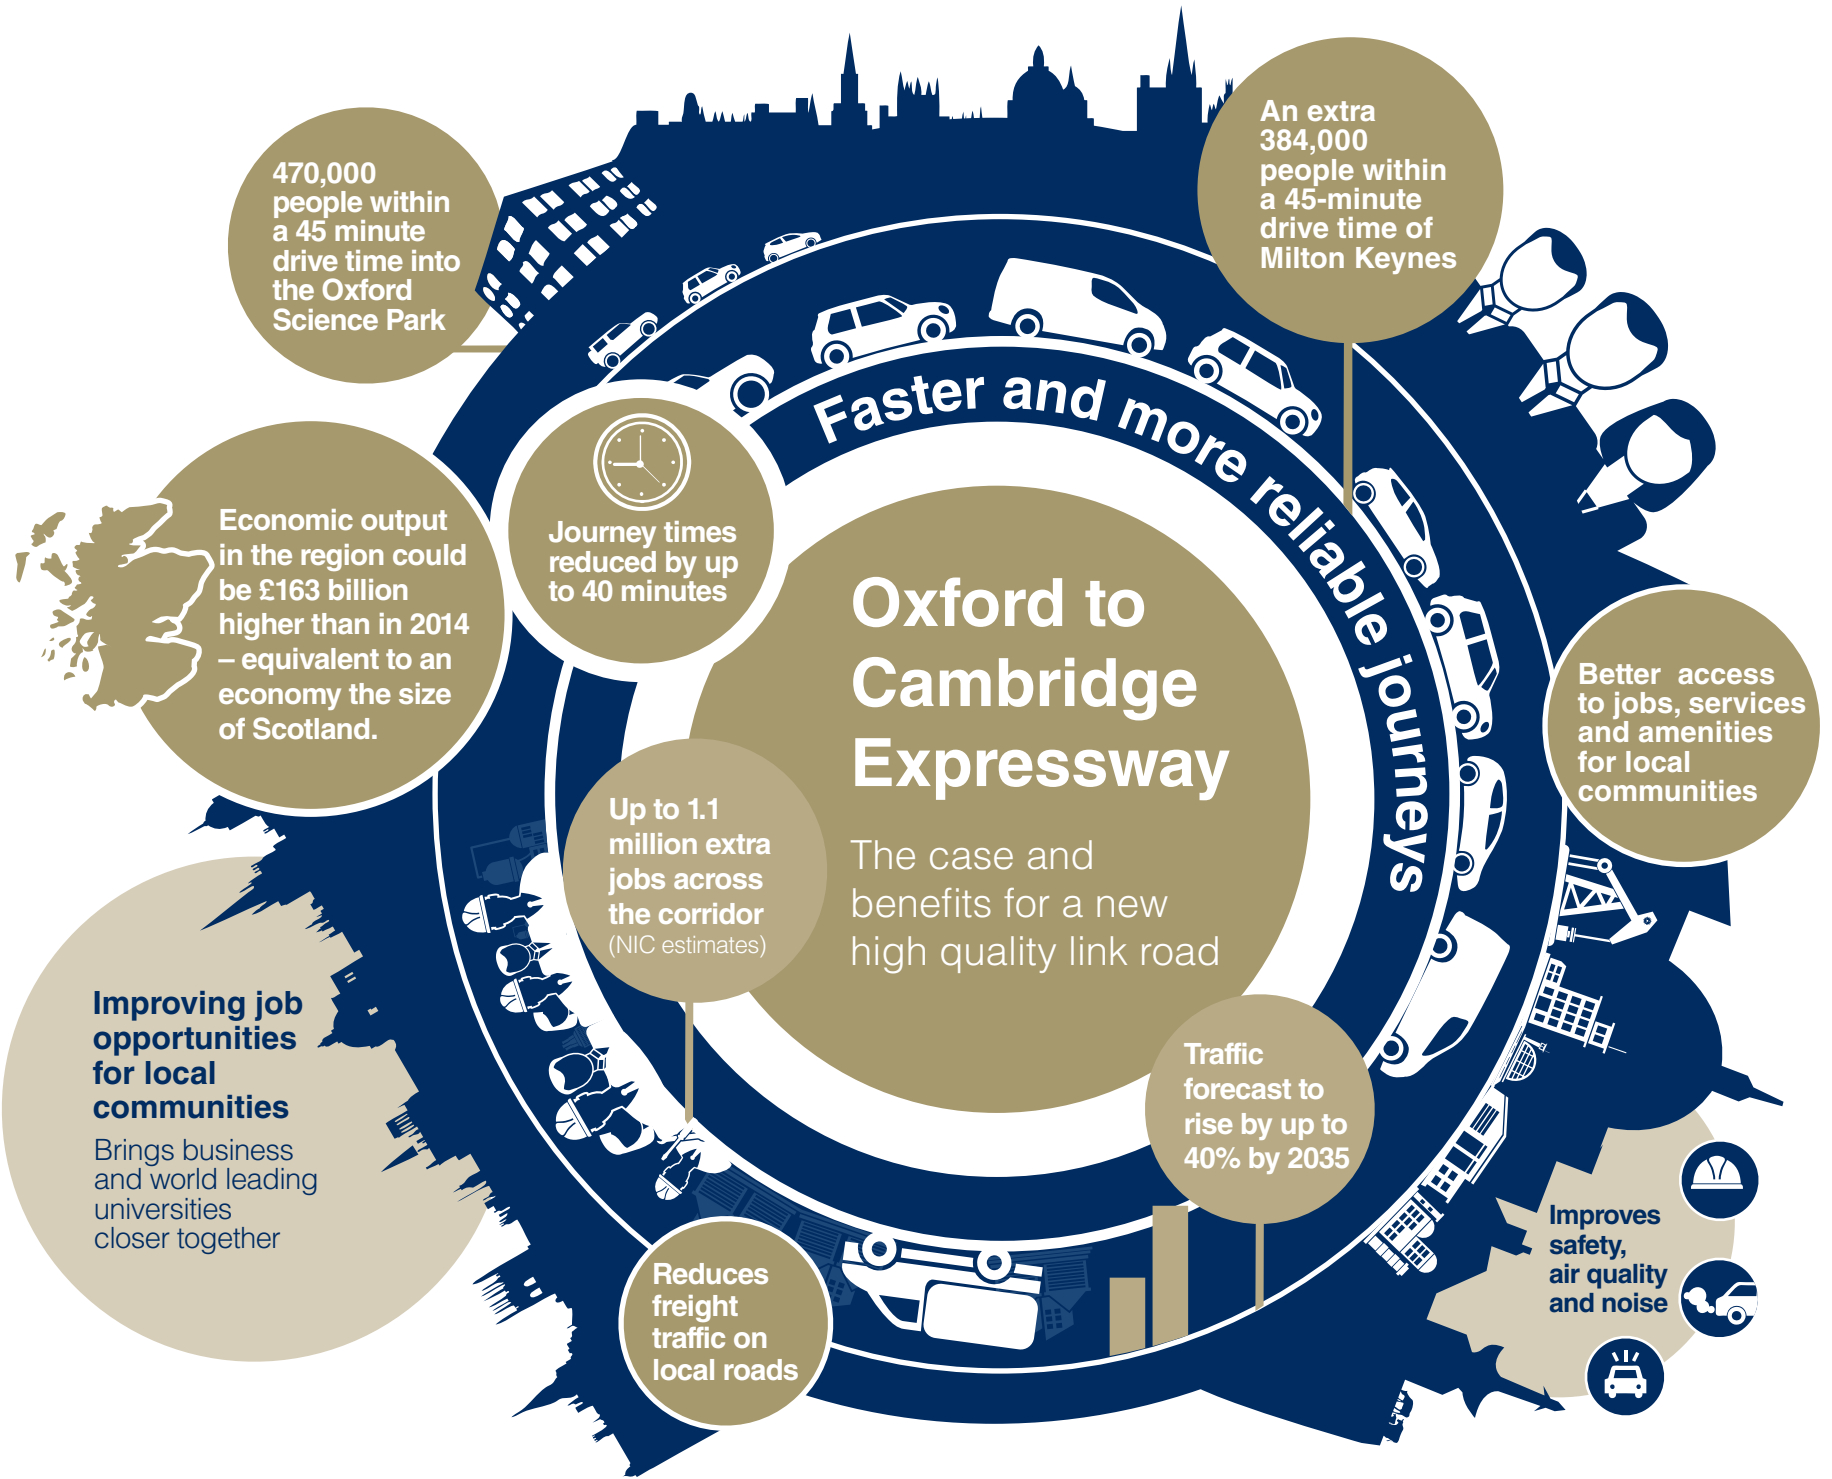 An extra
384,000
people within
a 45-minute
drive time of
Milton Keynes
470,000
people within
a 45 minute
drive time into
the Oxford
Science Park
Faster and more reliable journeys
Economic output
in the region could
be £163 billion
higher than in 2014
– equivalent to an
economy the size
of Scotland.
Journey times
reduced by up
to 40 minutes
Oxford to
Cambridge
Expressway
The case and
benefits for a new
high quality link road
Better access
to jobs, services
and amenities
for local
communities
Up to 1.1
million extra
jobs across
the corridor
(NIC estimates)
Improving job
opportunities
for local
communities
Brings business
and world leading
universities
closer together
Traffic
forecast to
rise by up to
40% by 2035
Improves
safety,
air quality
and noise
Reduces
freight
traffic on
local roads